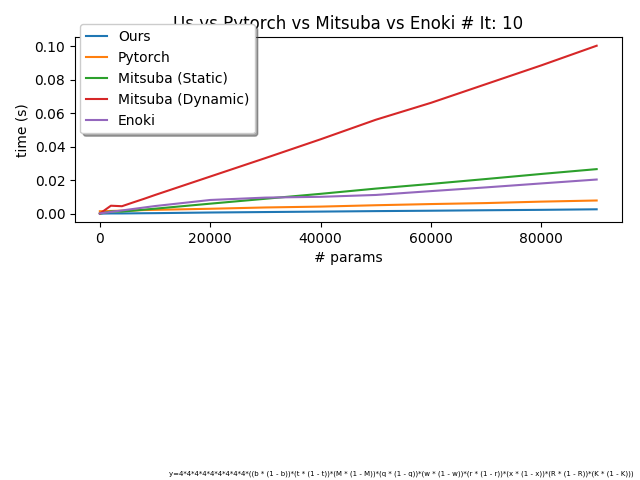 Us vs Pytorch vs Mitsuba vs Enoki # It: 10
Ours
Pytorch
Mitsuba (Static)
Mitsuba (Dynamic)
Enoki
time (s)
0.10
0.08
0.06
0.04
0.02
0.00
0 20000 40000 60000 80000
# params
y=4*4*4*4*4*4*4*4*4*((b * (1 - b))*(t * (1 - t))*(M * (1 - M))*(q * (1 - q))*(w * (1 - w))*(r * (1 - r))*(x * (1 - x))*(R * (1 - R))*(K * (1 - K)))